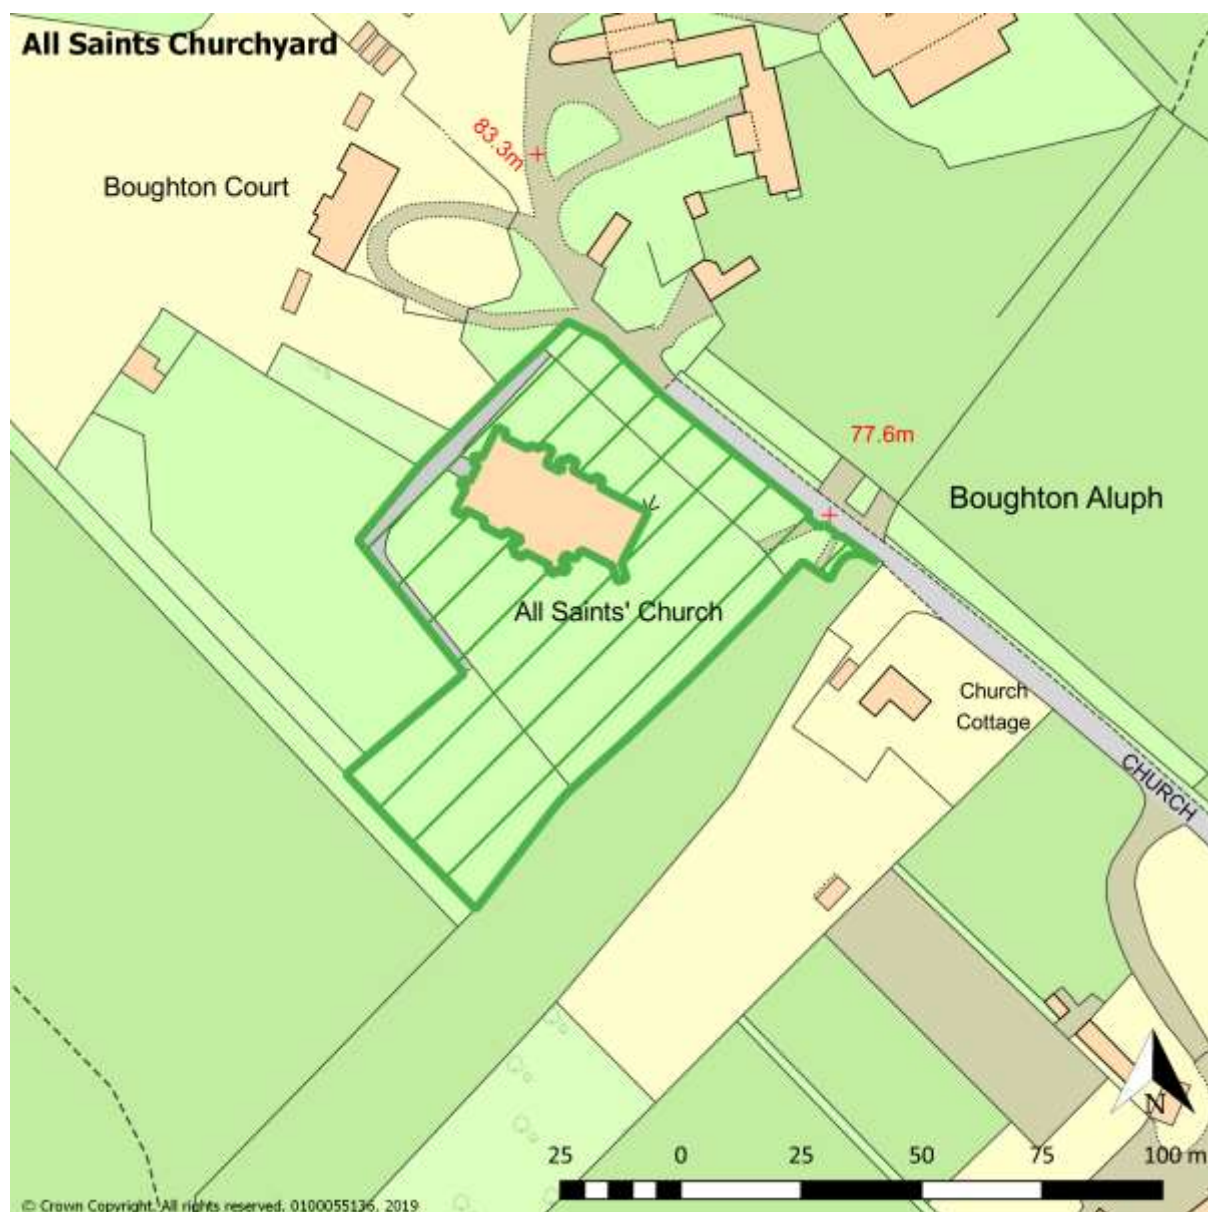 All Saints Churchyard
83.3m
Boughton Court
77.6m
Boughton Aluph
All Saints' Church
Church
Cottage
CHURCH
N
25 0 25 50 75 100 m
© Crown Copyright. All rights reserved. 0100055136, 2019